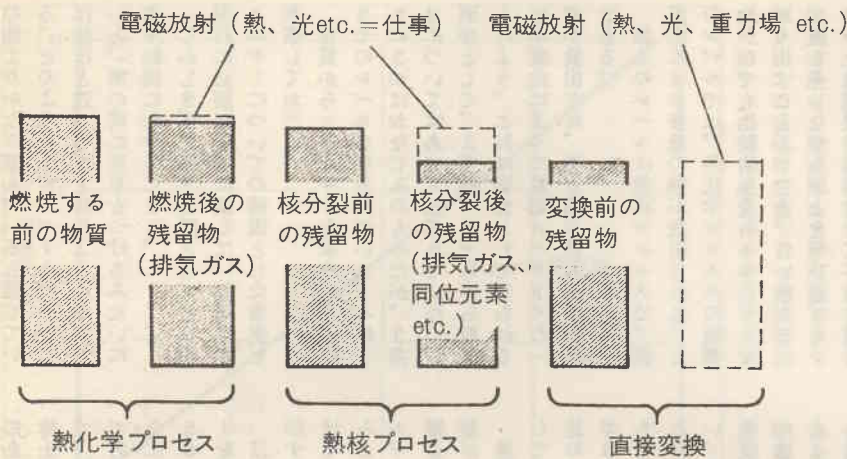 電磁放射（熱、光etc.＝仕事）
電磁放射（熱、光、重力場 etc.）
燃焼する
前の物質
燃焼後の
残留物
（排気ガス）
核分裂前
の残留物
核分裂後
の残留物
（排気ガス、
同位元素
etc.）
変換前の
残留物
熱化学プロセス
熱核プロセス
直接変換